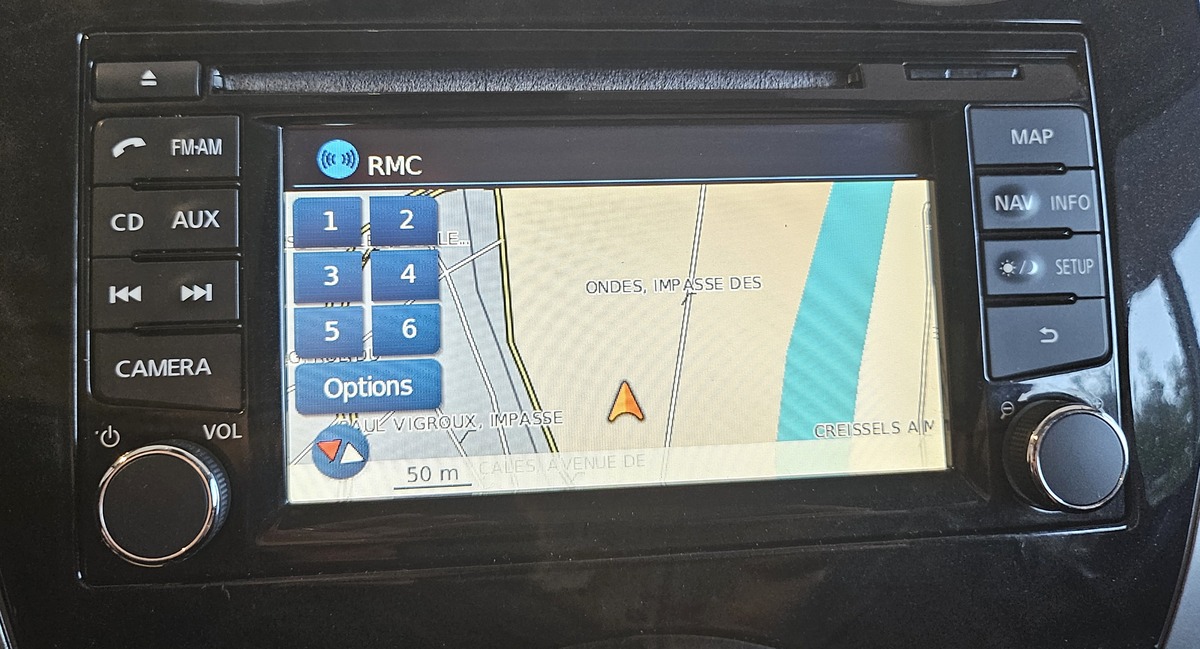 FM·AM
CD AUX
CAMERA
VOL
RMC
1 2
3 4
5 6
Options
LE...
ONDES, IMPASSE DES
VIGROUX, IMPASSE
CREISSELS A M
CALES, AVENUE DE
50 m
MAP
NAV INFO
SETUP